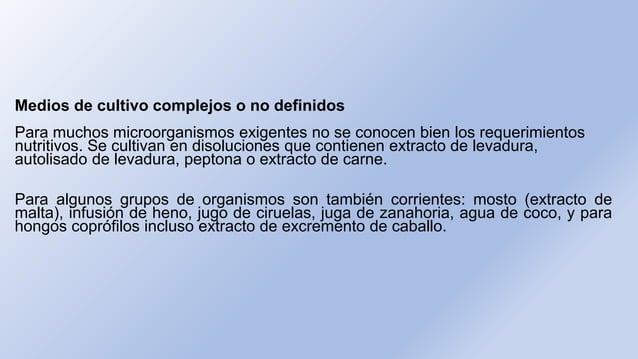 Medios de cultivo complejos o no definidos
Para muchos microorganismos exigentes no se conocen bien los requerimientos
nutritivos. Se cultivan en disoluciones que contienen extracto de levadura,
autolisado de levadura, peptona o extracto de carne.
Para algunos grupos de organismos son también corrientes: mosto (extracto de
malta), infusión de heno, jugo de ciruelas, juga de zanahoria, agua de coco, y para
hongos coprófilos incluso extracto de excremento de caballo.